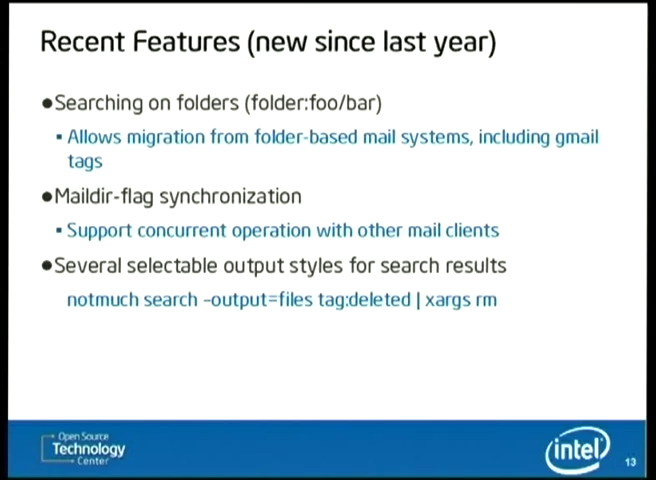 Recent Features (new since last year)
●Searching on folders (folder:foo/bar)
▪ Allows migration from folder-based mail systems, including gmail
tags
●Maildir-flag synchronization
▪ Support concurrent operation with other mail clients
●Several selectable output styles for search results
notmuch search –output=files tag:deleted | xargs rm
Open Source
Technology
Center
intel
13